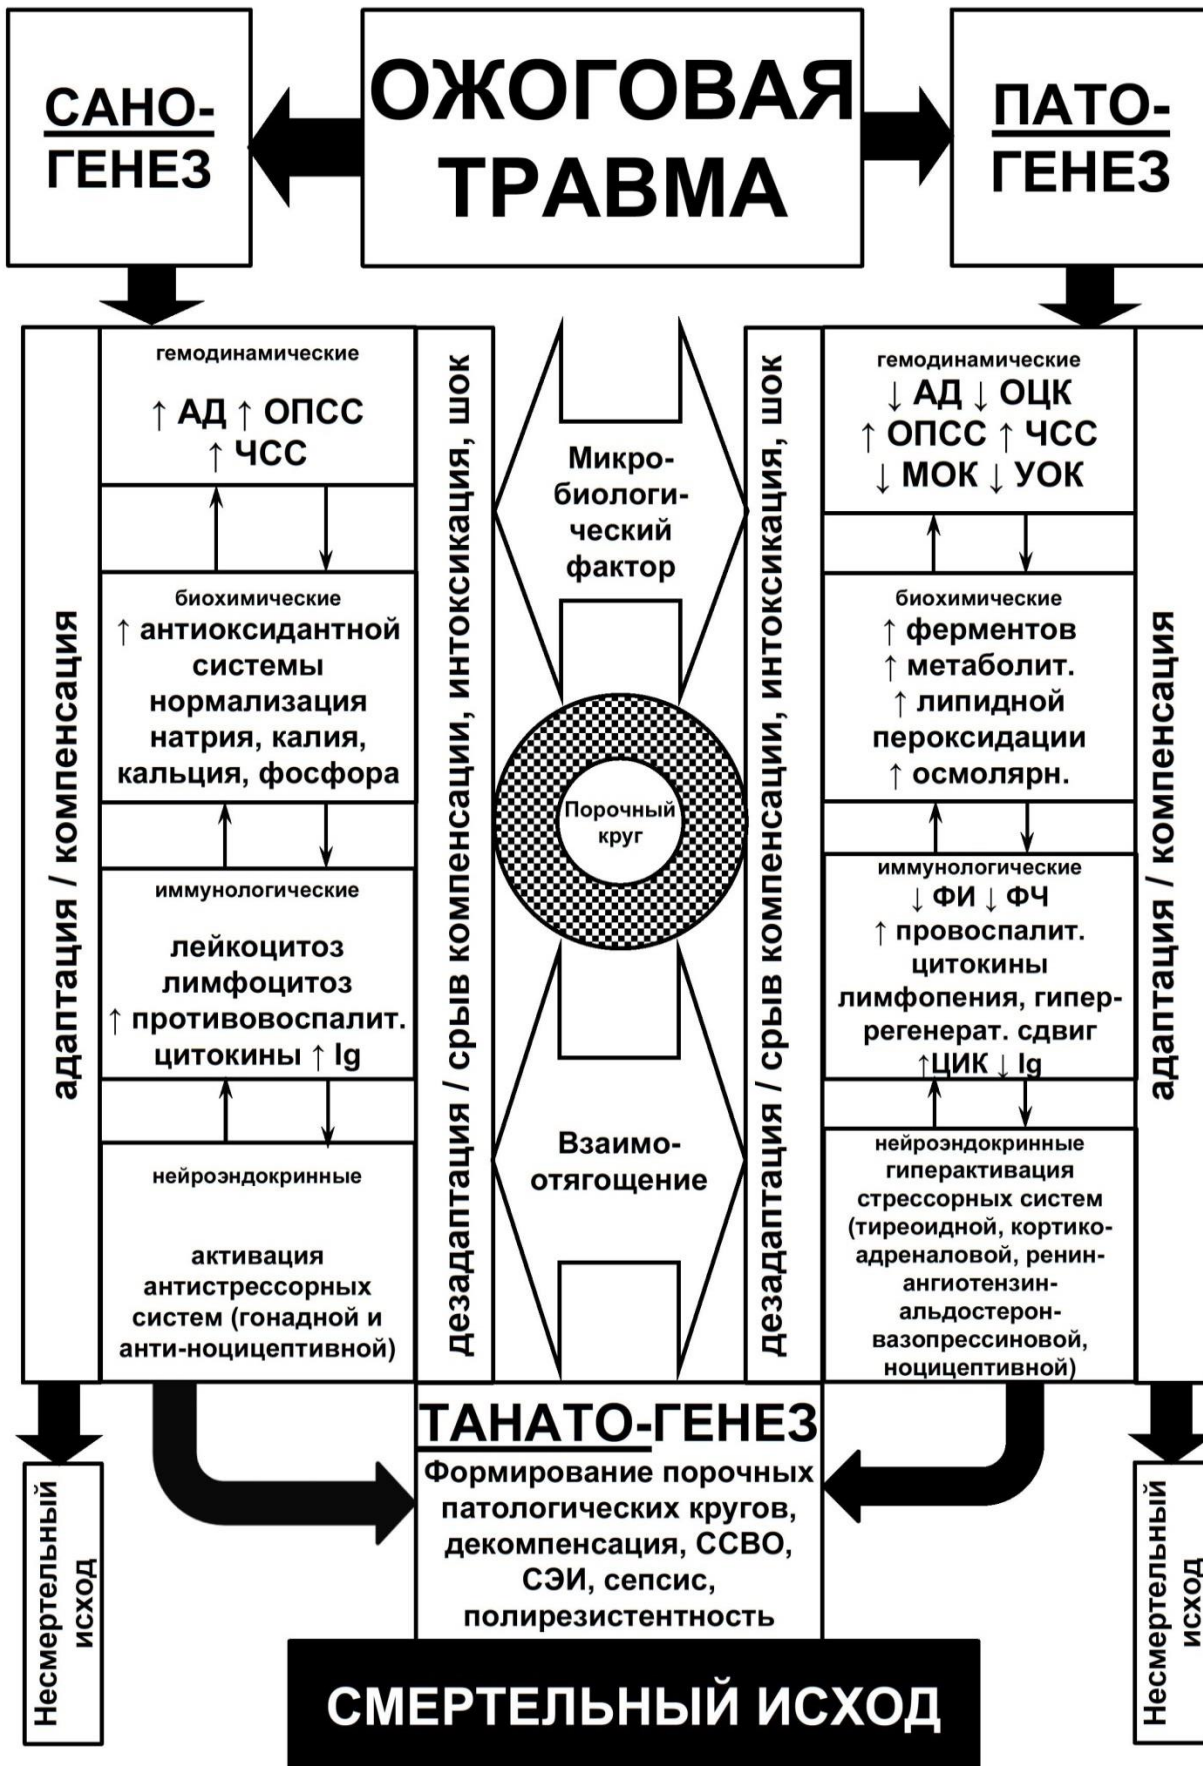 САНО-
ГЕНЕЗ
ОЖОГОВАЯ
ТРАВМА
ПАТО-
ГЕНЕЗ
адаптация / компенсация
гемодинамические
↑ АД ↑ ОПСС
↑ ЧСС
биохимические
↑ антиоксидантной
системы
нормализация
натрия, калия,
кальция, фосфора
иммунологические
лейкоцитоз
лимфоцитоз
↑ противовоспалит.
цитокины ↑ Ig
нейроэндокринные
активация
антистрессорных
систем (гонадной и
анти-ноцицептивной)
дезадаптация / срыв компенсации, интоксикация, шок
Микро-
биологи-
ческий
фактор
Порочный
круг
Взаимо-
отягощение
дезадаптация / срыв компенсации, интоксикация, шок
гемодинамические
↓ АД ↓ ОЦК
↑ ОПСС ↑ ЧСС
↓ МОК ↓ УОК
биохимические
↑ ферментов
↑ метаболит.
↑ липидной
пероксидации
↑ осмолярн.
иммунологические
↓ ФИ ↓ ФЧ
↑ провоспалит.
цитокины
лимфопения, гипер-
регенерат. сдвиг
↑ЦИК ↓ Ig
нейроэндокринные
гиперактивация
стрессорных систем
(тиреоидной, кортико-
адреналовой, ренин-
ангиотензин-
альдостерон-
вазопрессиновой,
ноцицептивной)
адаптация / компенсация
Несмертельный
исход
ТАНАТО-ГЕНЕЗ
Формирование порочных
патологических кругов,
декомпенсация, ССВО,
СЭИ, сепсис,
полирезистентность
СМЕРТЕЛЬНЫЙ ИСХОД
Несмертельный
исход